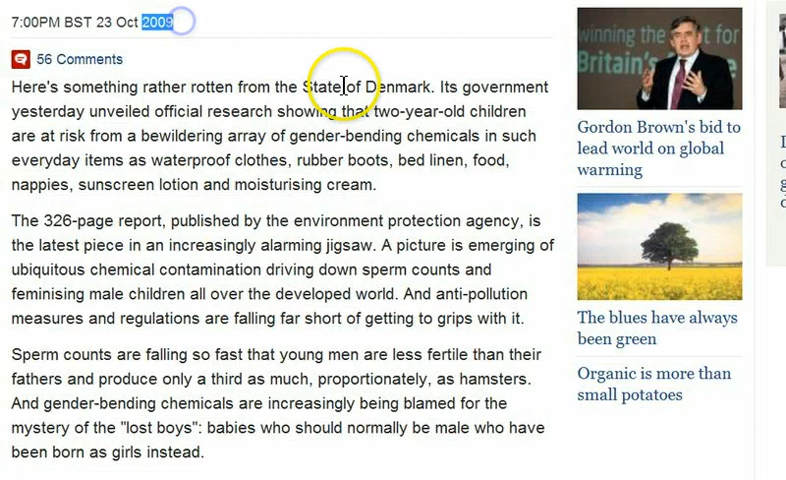 7:00PM BST 23 Oct 2009
56 Comments
Here's something rather rotten from the State of Denmark. Its government
yesterday unveiled official research showing that two-year-old children
are at risk from a bewildering array of gender-bending chemicals in such
everyday items as waterproof clothes, rubber boots, bed linen, food,
nappies, sunscreen lotion and moisturising cream.
The 326-page report, published by the environment protection agency, is
the latest piece in an increasingly alarming jigsaw. A picture is emerging of
ubiquitous chemical contamination driving down sperm counts and
feminising male children all over the developed world. And anti-pollution
measures and regulations are falling far short of getting to grips with it.
Sperm counts are falling so fast that young men are less fertile than their
fathers and produce only a third as much, proportionately, as hamsters.
And gender-bending chemicals are increasingly being blamed for the
mystery of the "lost boys": babies who should normally be male who have
been born as girls instead.
winning the for
Britain's
Gordon Brown's bid to
lead world on global
warming
The blues have always
been green
Organic is more than
small potatoes